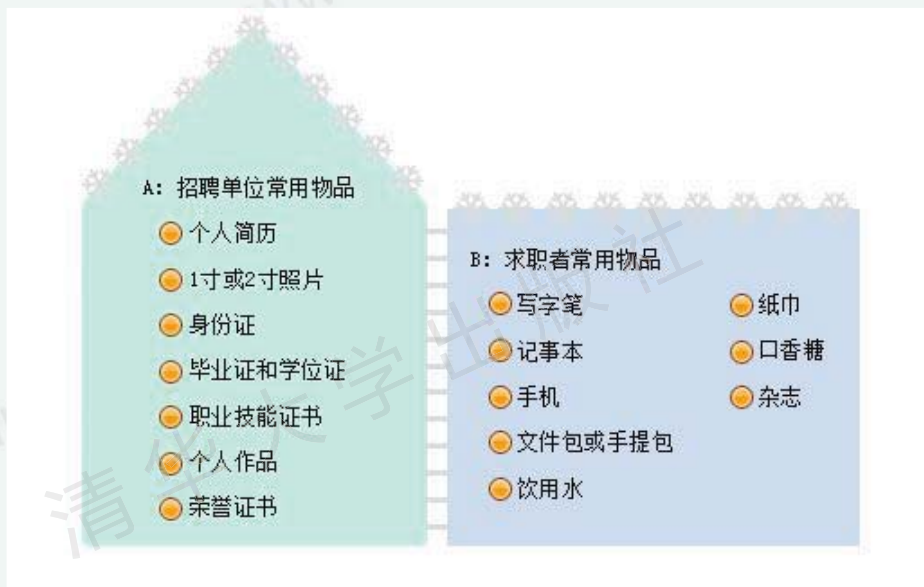 A: 招聘单位常用物品
个人简历
1寸或2寸照片
身份证
毕业证和学位证
职业技能证书
个人作品
荣誉证书
B: 求职者常用物品
写字笔
记事本
手机
文件包或手提包
饮用水
纸巾
口香糖
杂志
清华大学出版社